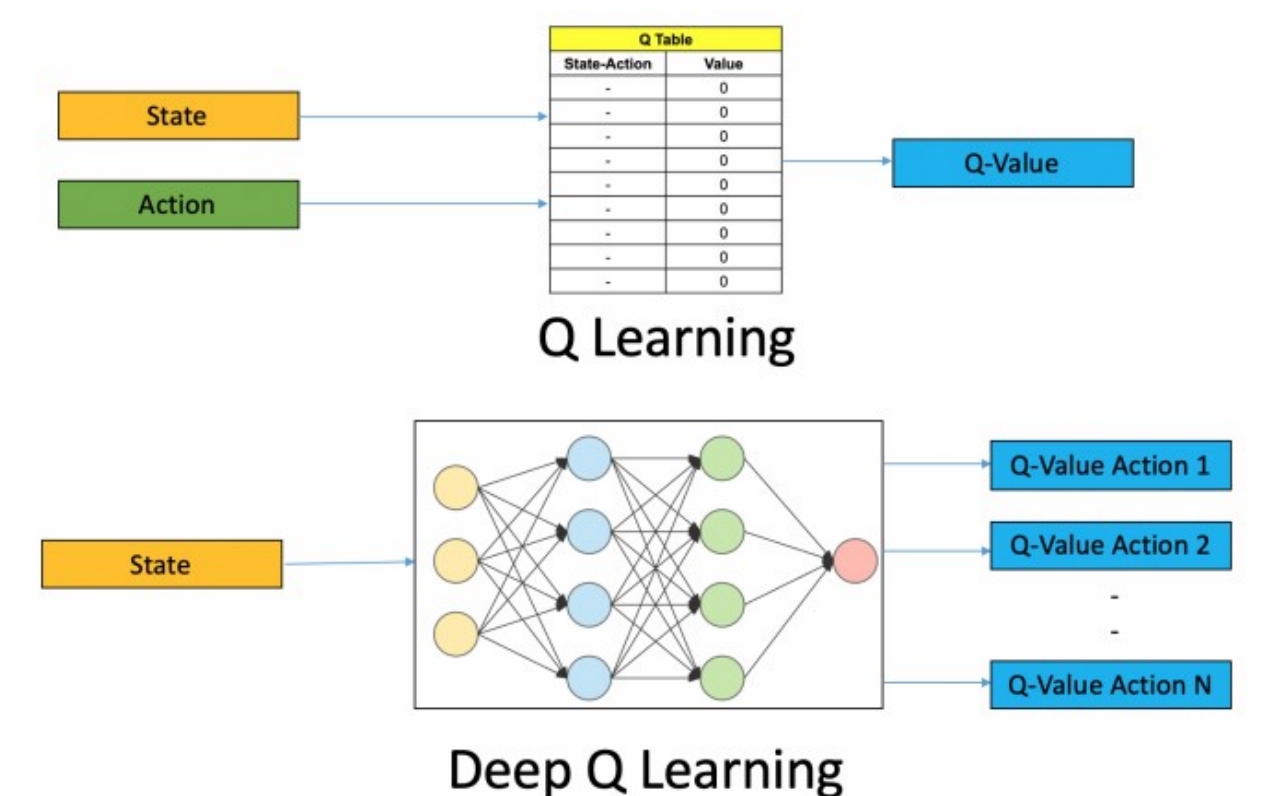 Q Table
State-Action Value
- 0
- 0
- 0
- 0
- 0
- 0
- 0
- 0
- 0
State
Action
Q-Value
Q Learning
State
Q-Value Action 1
Q-Value Action 2
-
-
Q-Value Action N
Deep Q Learning